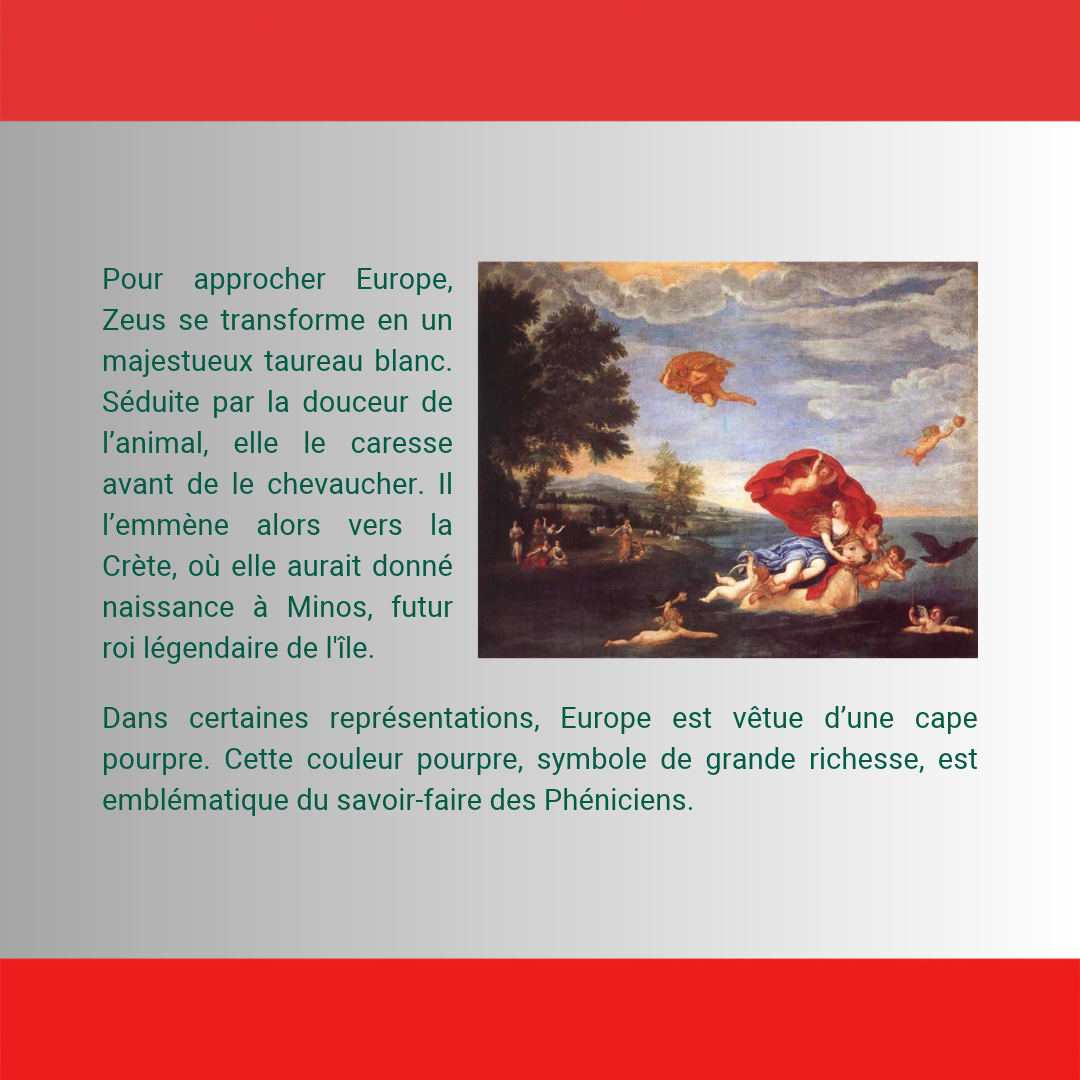 Pour approcher Europe,
Zeus se transforme en un
majestueux taureau blanc.
Séduite par la douceur de
l’animal, elle le caresse
avant de le chevaucher. Il
l’emmène alors vers la
Crète, où elle aurait donné
naissance à Minos, futur
roi légendaire de l'île.
Dans certaines représentations, Europe est vêtue d’une cape
pourpre. Cette couleur pourpre, symbole de grande richesse, est
emblématique du savoir-faire des Phéniciens.